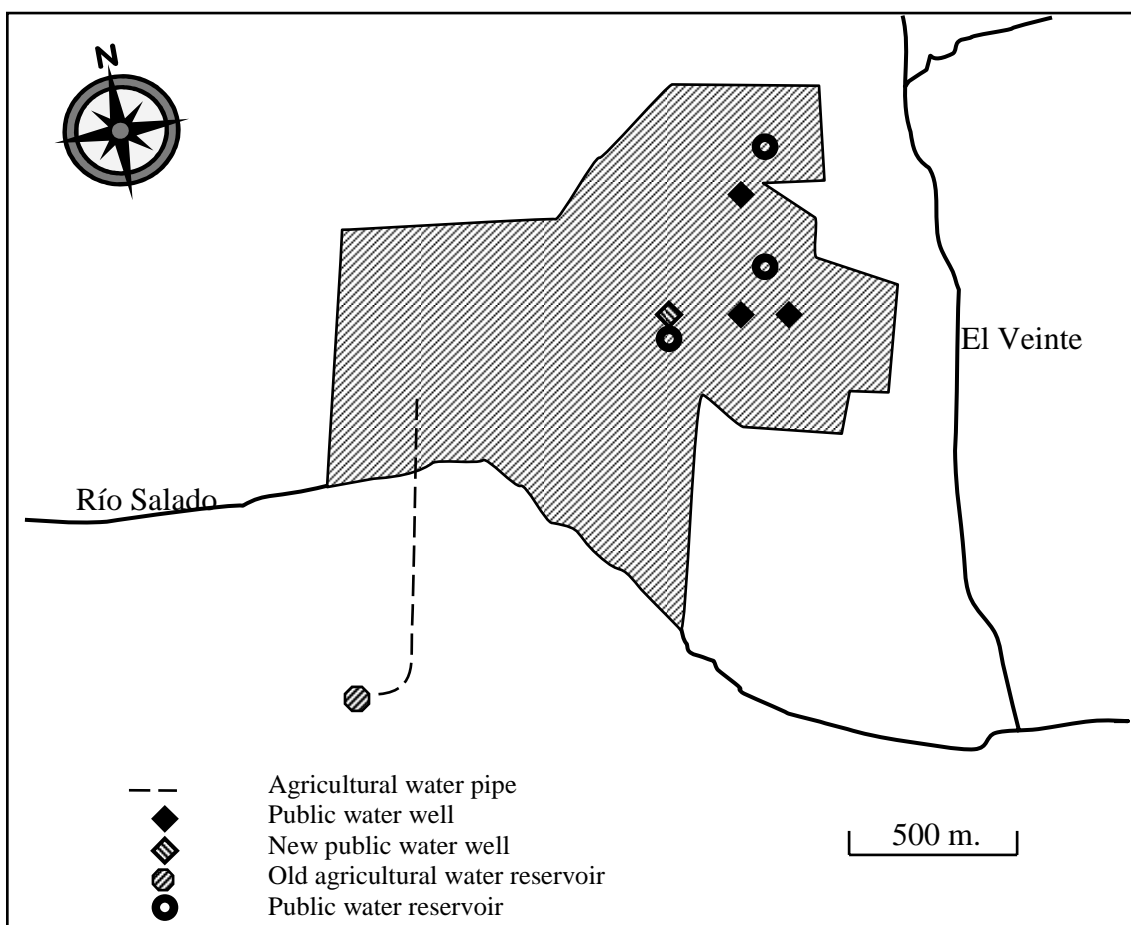 N
El Veinte
Río Salado
Agricultural water pipe
Public water well
New public water well
Old agricultural water reservoir
Public water reservoir
500 m.